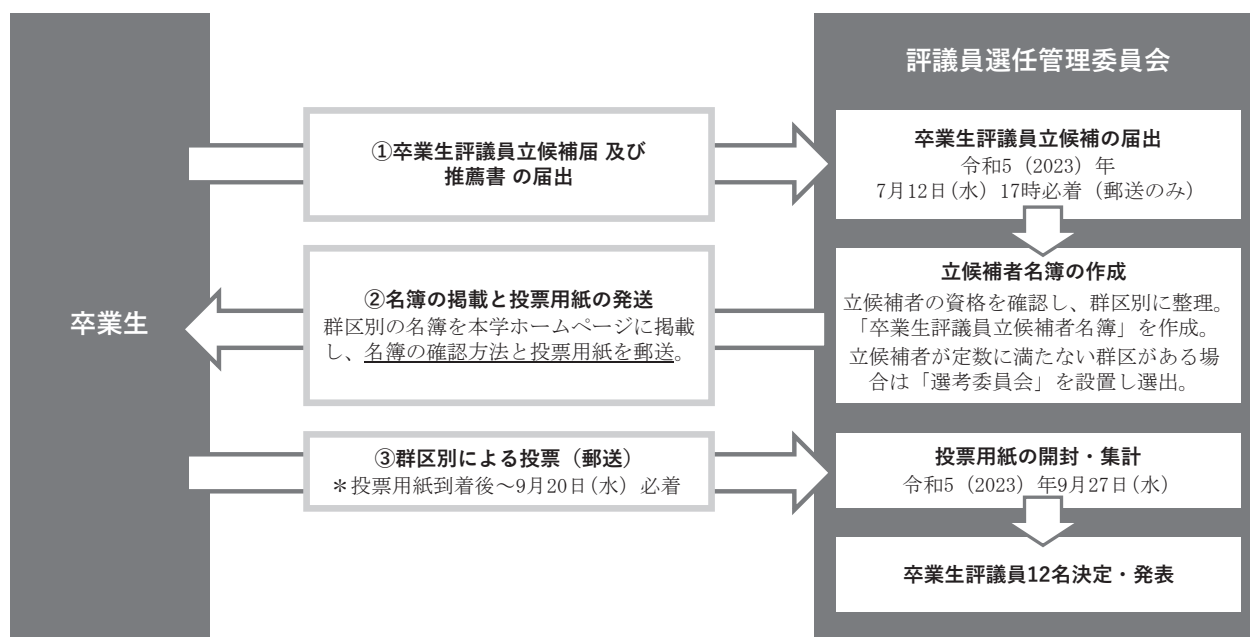 評議員選任管理委員会
卒業生
①卒業生評議員立候補届 及び
推薦書 の届出
卒業生評議員立候補の届出
令和5（2023）年
7月12日(水) 17時必着（郵送のみ）
立候補者名簿の作成
立候補者の資格を確認し、群区別に整理。
「卒業生評議員立候補者名簿」を作成。
立候補者が定数に満たない群区がある場
合は「選考委員会」を設置し選出。
②名簿の掲載と投票用紙の発送
群区別の名簿を本学ホームページに掲載
し、名簿の確認方法と投票用紙を郵送。
③群区別による投票（郵送）
＊投票用紙到着後～9月20日(水) 必着
投票用紙の開封・集計
令和5（2023）年9月27日(水)
卒業生評議員12名決定・発表